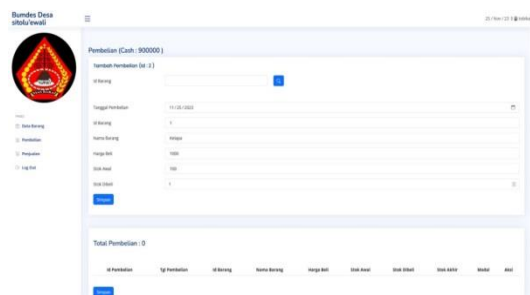 Bumdes Desa
sitolu'ewali
Data Barang
Pembelian
Penjualan
Log Out
Pembelian (Cash : 900000 )
Tambah Pembelian (Id : 2 )
Id Barang
Tanggal Pembelian
11/25/2023
Id Barang
1
Nama Barang
Kelapa
Harga Beli
1000
Stok Awal
100
Stok Dibeli
1
Simpan
Total Pembelian : 0
Id Pembelian Tgl Pembelian Id Barang Nama Barang Harga Beli Stok Awal Stok Dibeli Stok Akhir Modal Aksi
Simpan